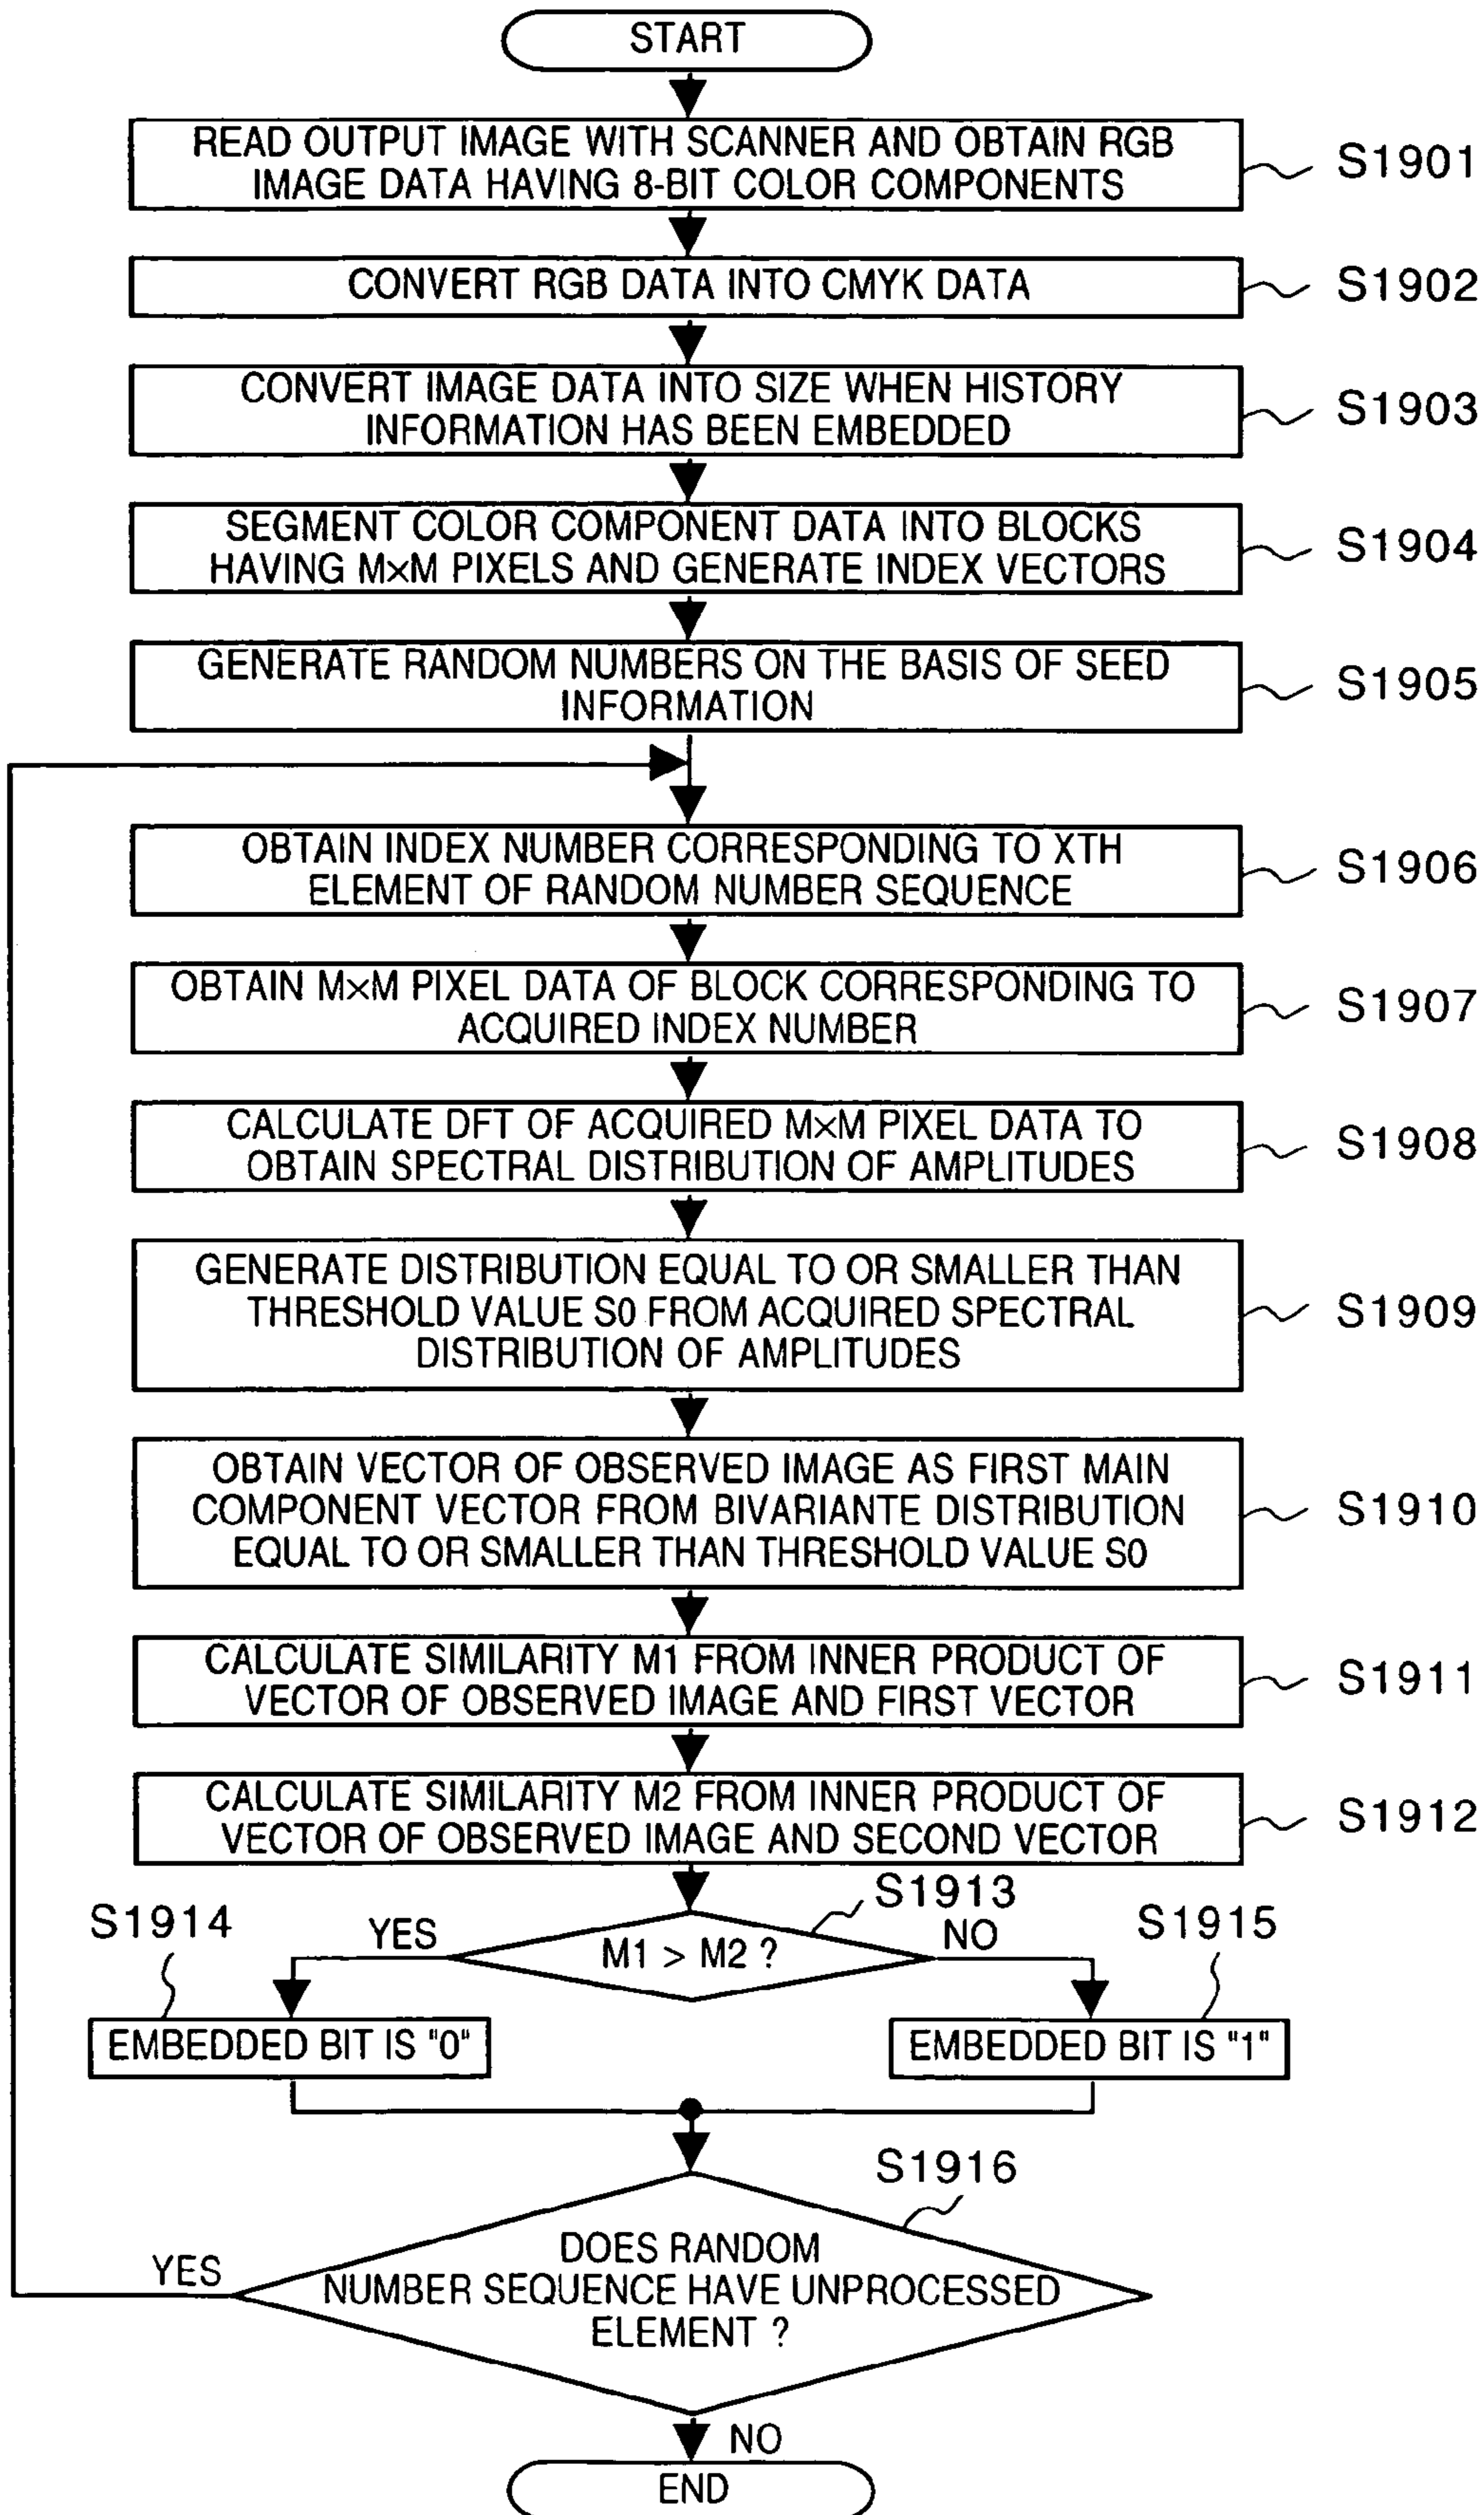 START
READ OUTPUT IMAGE WITH SCANNER AND OBTAIN RGB
IMAGE DATA HAVING 8-BIT COLOR COMPONENTS
S1901
CONVERT RGB DATA INTO CMYK DATA
S1902
CONVERT IMAGE DATA INTO SIZE WHEN HISTORY
INFORMATION HAS BEEN EMBEDDED
S1903
SEGMENT COLOR COMPONENT DATA INTO BLOCKS
HAVING M×M PIXELS AND GENERATE INDEX VECTORS
S1904
GENERATE RANDOM NUMBERS ON THE BASIS OF SEED
INFORMATION
S1905
OBTAIN INDEX NUMBER CORRESPONDING TO XTH
ELEMENT OF RANDOM NUMBER SEQUENCE
S1906
OBTAIN M×M PIXEL DATA OF BLOCK CORRESPONDING TO
ACQUIRED INDEX NUMBER
S1907
CALCULATE DFT OF ACQUIRED M×M PIXEL DATA TO
OBTAIN SPECTRAL DISTRIBUTION OF AMPLITUDES
S1908
GENERATE DISTRIBUTION EQUAL TO OR SMALLER THAN
THRESHOLD VALUE S0 FROM ACQUIRED SPECTRAL
DISTRIBUTION OF AMPLITUDES
S1909
OBTAIN VECTOR OF OBSERVED IMAGE AS FIRST MAIN
COMPONENT VECTOR FROM BIVARIANTE DISTRIBUTION
EQUAL TO OR SMALLER THAN THRESHOLD VALUE S0
S1910
CALCULATE SIMILARITY M1 FROM INNER PRODUCT OF
VECTOR OF OBSERVED IMAGE AND FIRST VECTOR
S1911
CALCULATE SIMILARITY M2 FROM INNER PRODUCT OF
VECTOR OF OBSERVED IMAGE AND SECOND VECTOR
S1912
S1913
M1 > M2 ?
YES
NO
S1914
EMBEDDED BIT IS "0"
S1915
EMBEDDED BIT IS "1"
S1916
DOES RANDOM
NUMBER SEQUENCE HAVE UNPROCESSED
ELEMENT ?
YES
NO
END